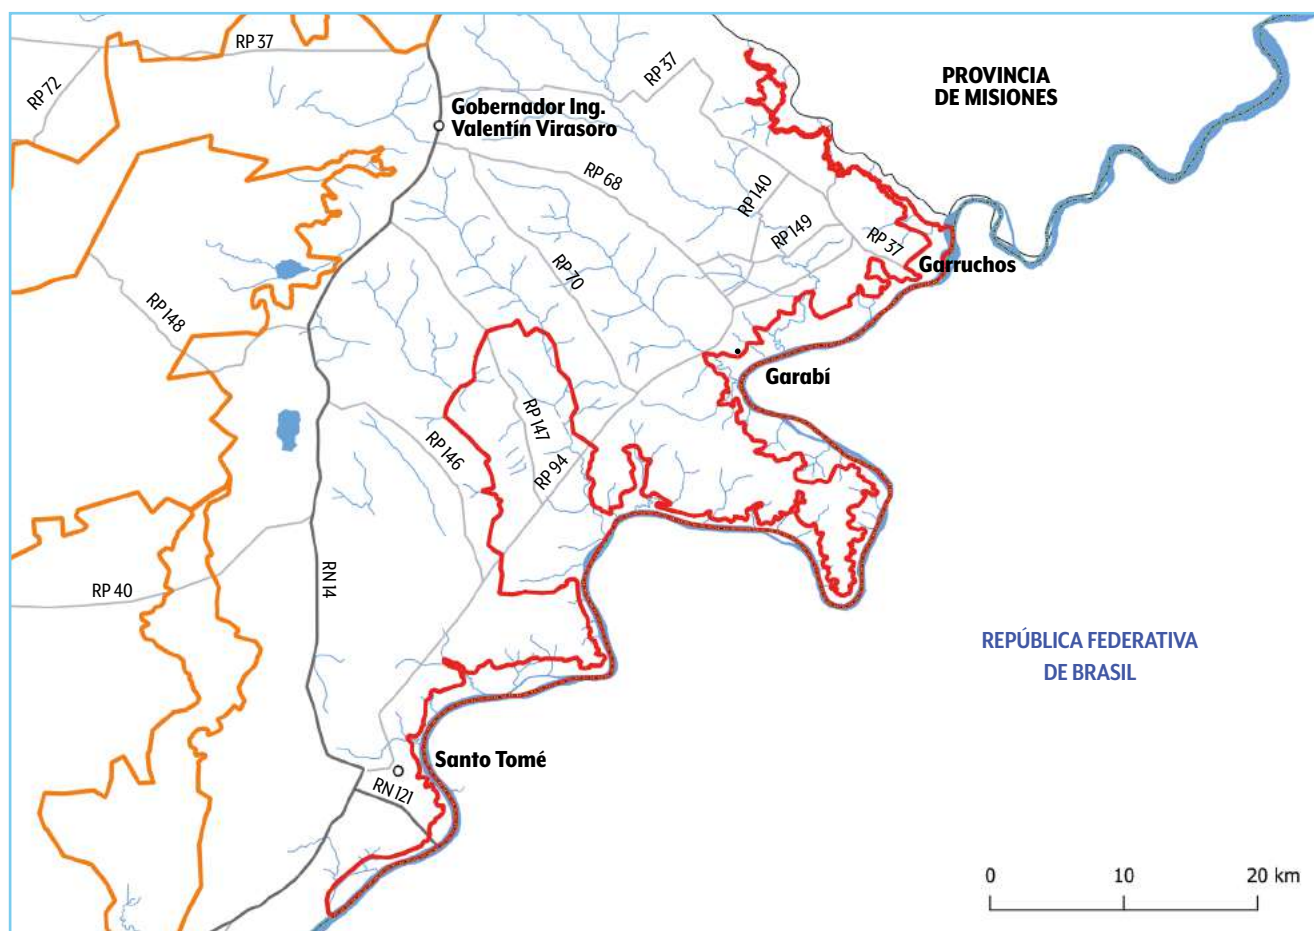 RP 37
RP 72
RP 37
PROVINCIA
DE MISIONES
Gobernador Ing.
Valentín Virasoro
RP 68
RP 140
RP 149
RP 37
Garruchos
RP 70
RP 148
Garabí
RP 147
RP 146
RP 94
RN 14
RP 40
REPÚBLICA FEDERATIVA
DE BRASIL
Santo Tomé
RN 121
0 10 20 km